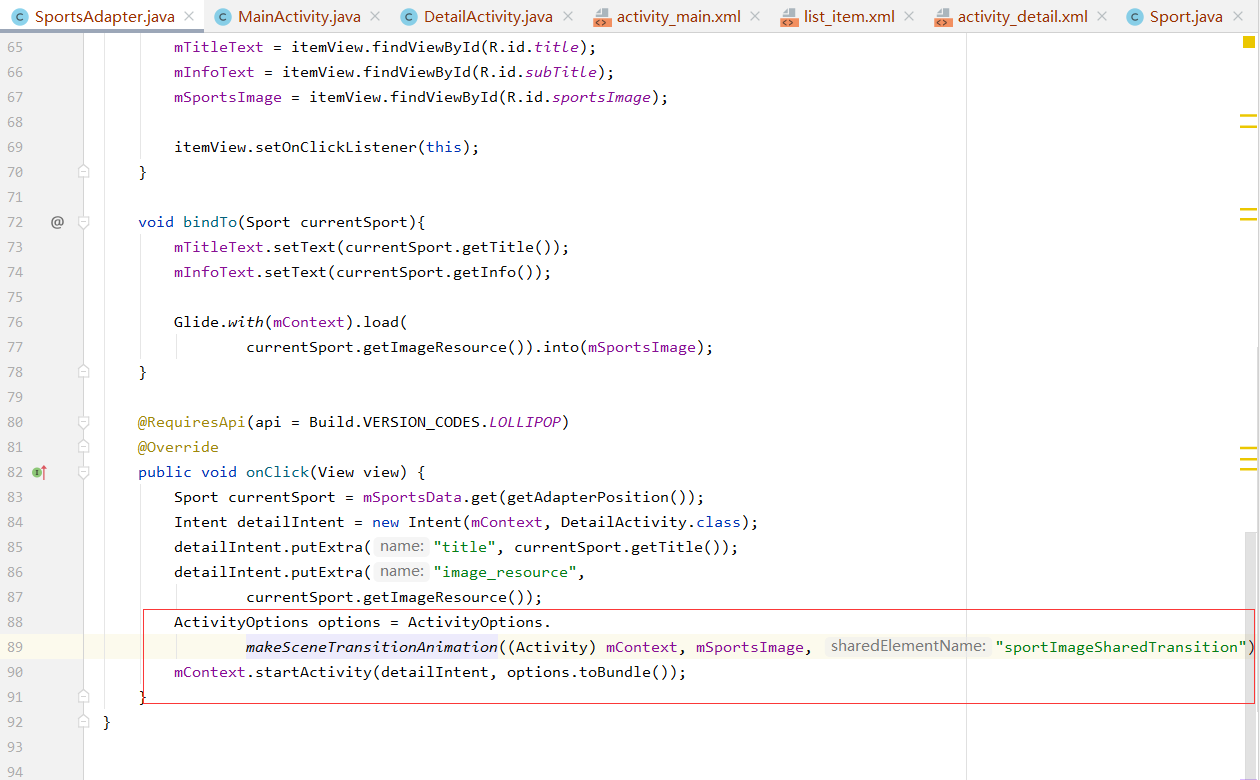 SportsAdapter.java MainActivity.java DetailActivity.java activity_main.xml list_item.xml activity_detail.xml Sport.java
65 mTitleText = itemView.findViewById(R.id.title);
66 mInfoText = itemView.findViewById(R.id.subTitle);
67 mSportsImage = itemView.findViewById(R.id.sportsImage);
68
69 itemView.setOnClickListener(this);
70 }
71
72 @ void bindTo(Sport currentSport){
73 mTitleText.setText(currentSport.getTitle());
74 mInfoText.setText(currentSport.getInfo());
75
76 Glide.with(mContext).load(
77 currentSport.getImageResource()).into(mSportsImage);
78 }
79
80 @RequiresApi(api = Build.VERSION_CODES.LOLLIPOP)
81 @Override
82 public void onClick(View view) {
83 Sport currentSport = mSportsData.get(getAdapterPosition());
84 Intent detailIntent = new Intent(mContext, DetailActivity.class);
85 detailIntent.putExtra( name: "title", currentSport.getTitle());
86 detailIntent.putExtra( name: "image_resource",
87 currentSport.getImageResource());
88 ActivityOptions options = ActivityOptions.
89 makeSceneTransitionAnimation((Activity) mContext, mSportsImage, sharedElementName: "sportImageSharedTransition")
90 mContext.startActivity(detailIntent, options.toBundle());
91 }
92 }
93
94